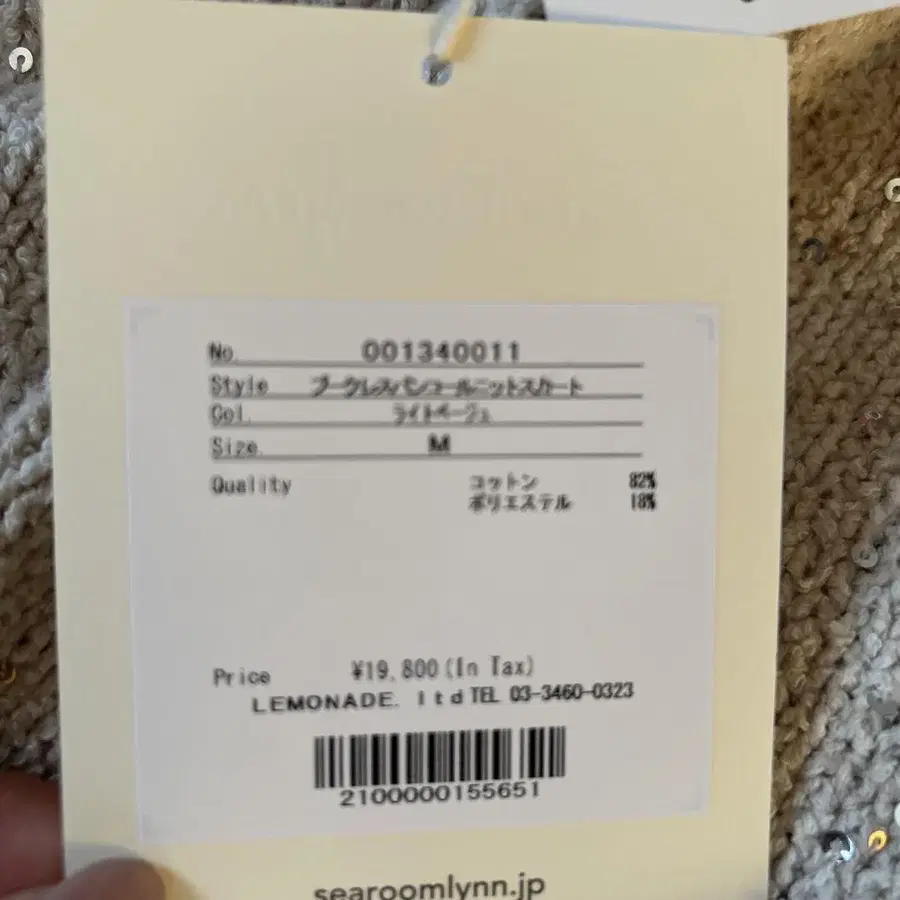 No. 001340011
Style ブークレスパンコールニットスカート
Col. ライトベージュ
Size. M
Quality コットン 82%
ポリエステル 18%
Price ¥19,800(In Tax)
LEMONADE. ltd TEL 03-3460-0323
2100000155651
searoomlynn.jp